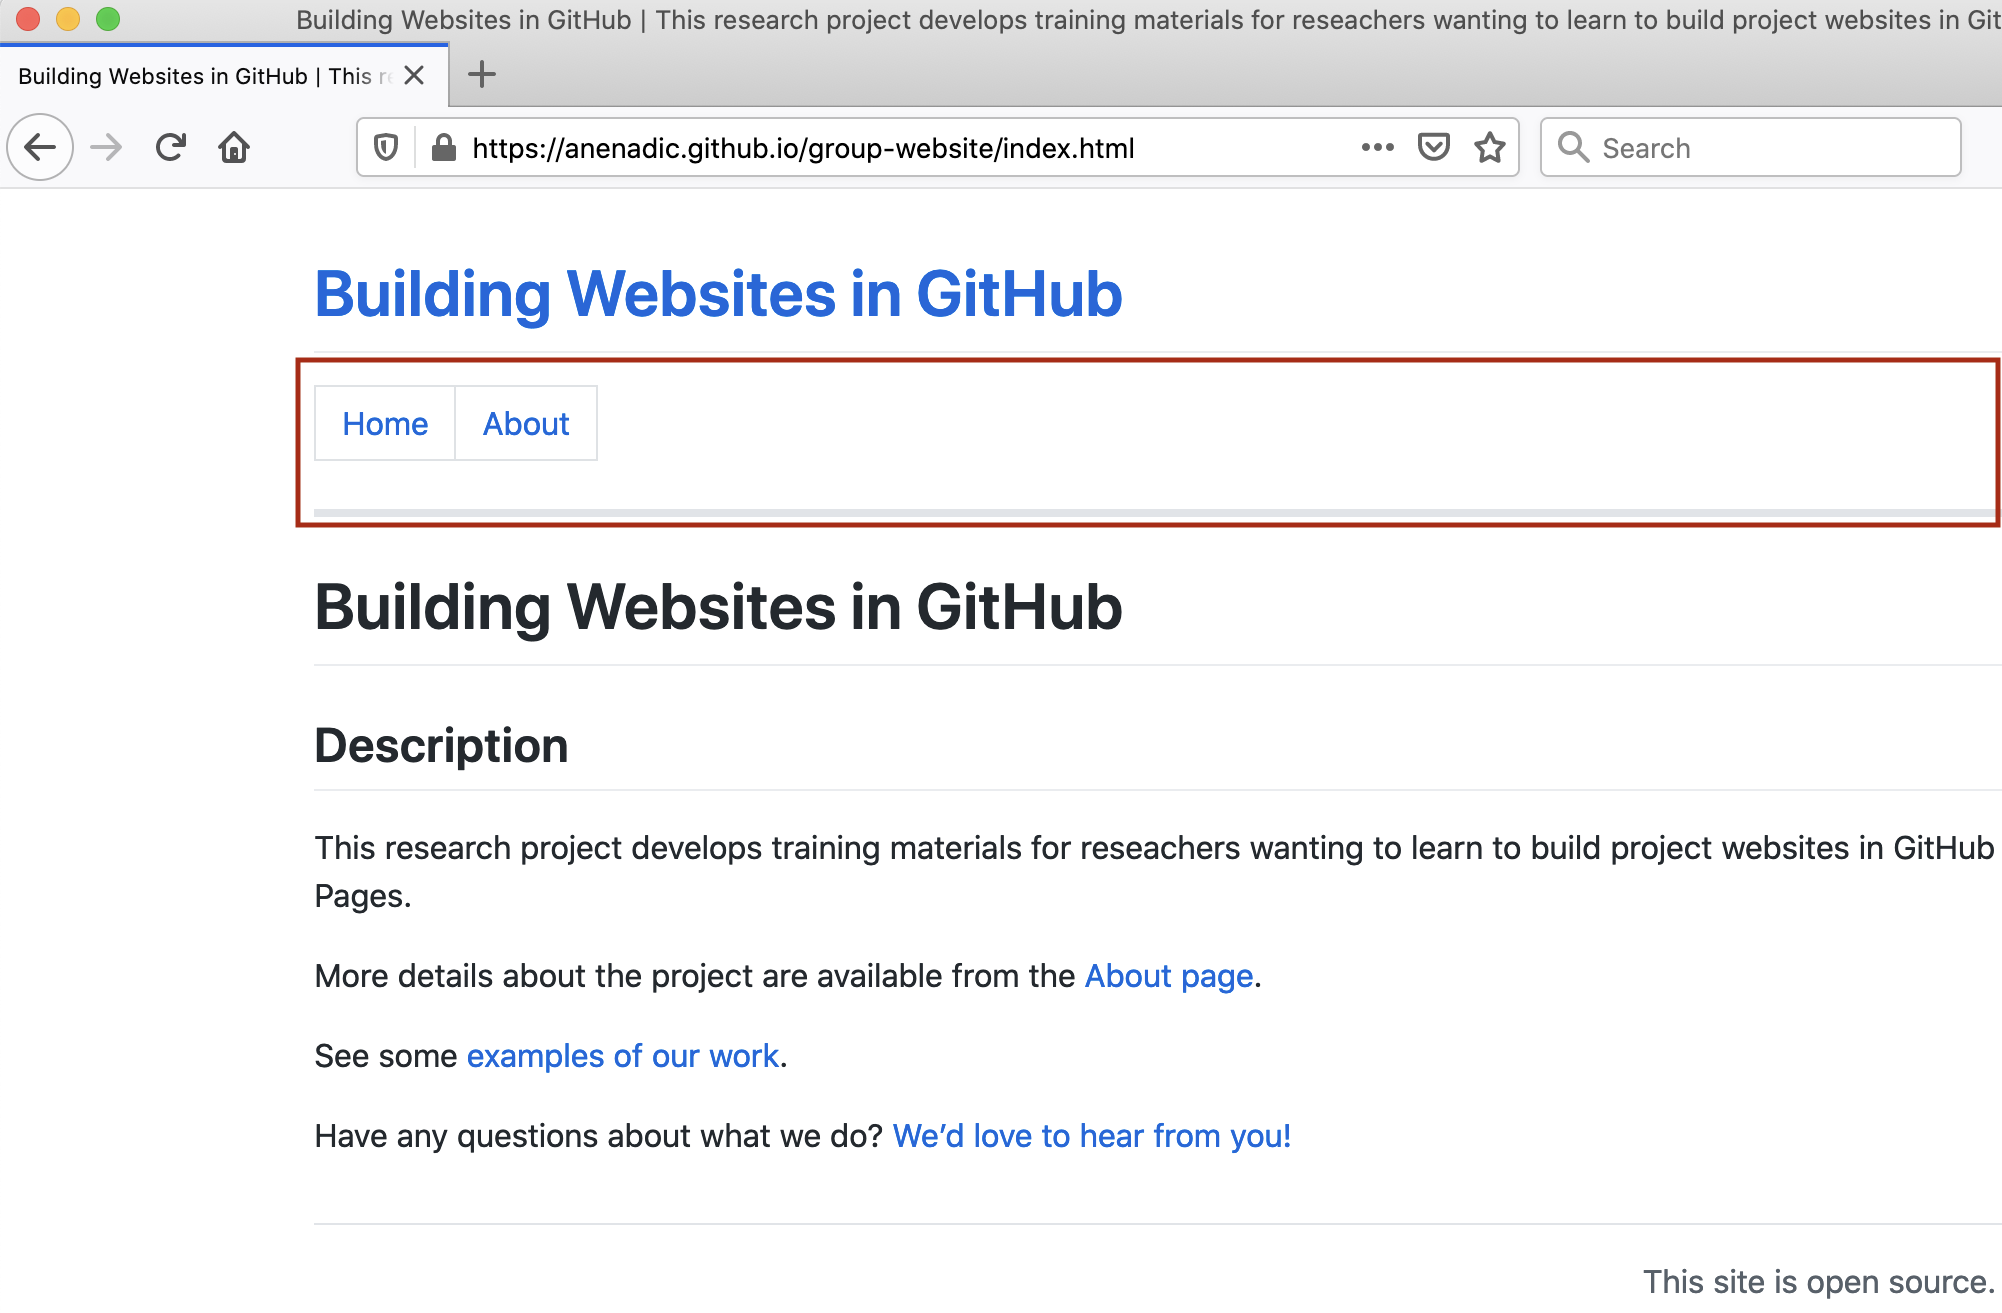 Building Websites in GitHub | This research project develops training materials for reseachers wanting to learn to build project websites in Git
Building Websites in GitHub | This re
https://anenadic.github.io/group-website/index.html
Search
Building Websites in GitHub
Home About
Building Websites in GitHub
Description
This research project develops training materials for reseachers wanting to learn to build project websites in GitHub
Pages.
More details about the project are available from the About page.
See some examples of our work.
Have any questions about what we do? We’d love to hear from you!
This site is open source.